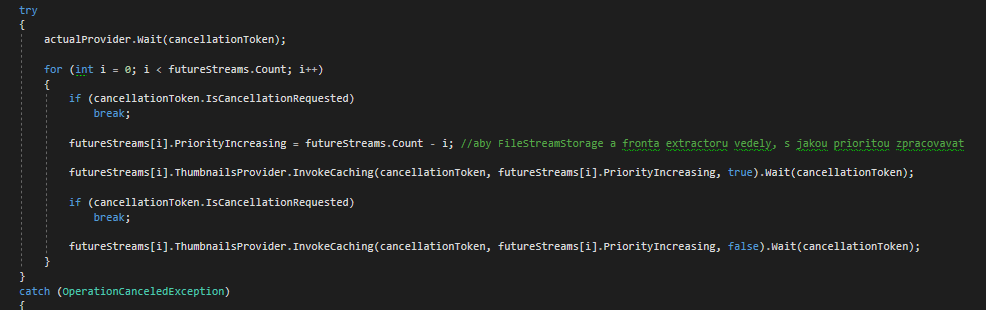 try
{
actualProvider.Wait(cancellationToken);
for (int i = 0; i < futureStreams.Count; i++)
{
if (cancellationToken.IsCancellationRequested)
break;
futureStreams[i].PriorityIncreasing = futureStreams.Count - i; //aby FileStreamStorage a fronta extractoru vedely, s jakou prioritou zpracovavat
futureStreams[i].ThumbnailsProvider.InvokeCaching(cancellationToken, futureStreams[i].PriorityIncreasing, true).Wait(cancellationToken);
if (cancellationToken.IsCancellationRequested)
break;
futureStreams[i].ThumbnailsProvider.InvokeCaching(cancellationToken, futureStreams[i].PriorityIncreasing, false).Wait(cancellationToken);
}
}
catch (OperationCanceledException)
{